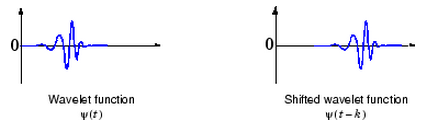 0
0
Wavelet function
ψ(t)
Shifted wavelet function
ψ(t − k)